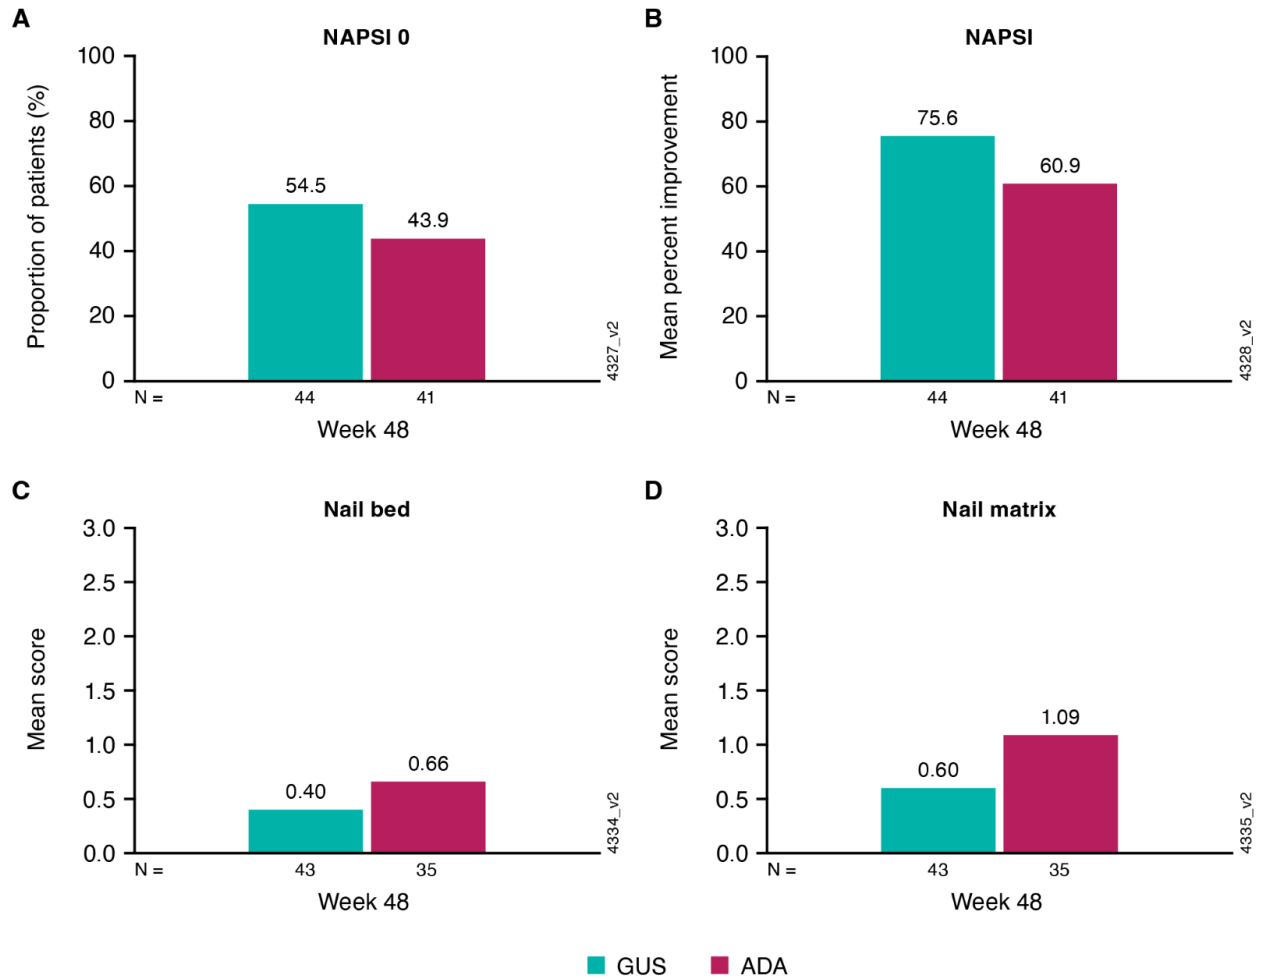 A
NAPSI 0
Proportion of patients (%)
100
80
60
40
20
0
54.5
43.9
N =
44
41
Week 48
4327_v2
B
NAPSI
Mean percent improvement
100
80
60
40
20
0
75.6
60.9
N =
44
41
Week 48
4328_v2
C
Nail bed
Mean score
3.0
2.5
2.0
1.5
1.0
0.5
0.0
0.40
0.66
N =
43
35
Week 48
4334_v2
D
Nail matrix
Mean score
3.0
2.5
2.0
1.5
1.0
0.5
0.0
0.60
1.09
N =
43
35
Week 48
4335_v2
GUS
ADA